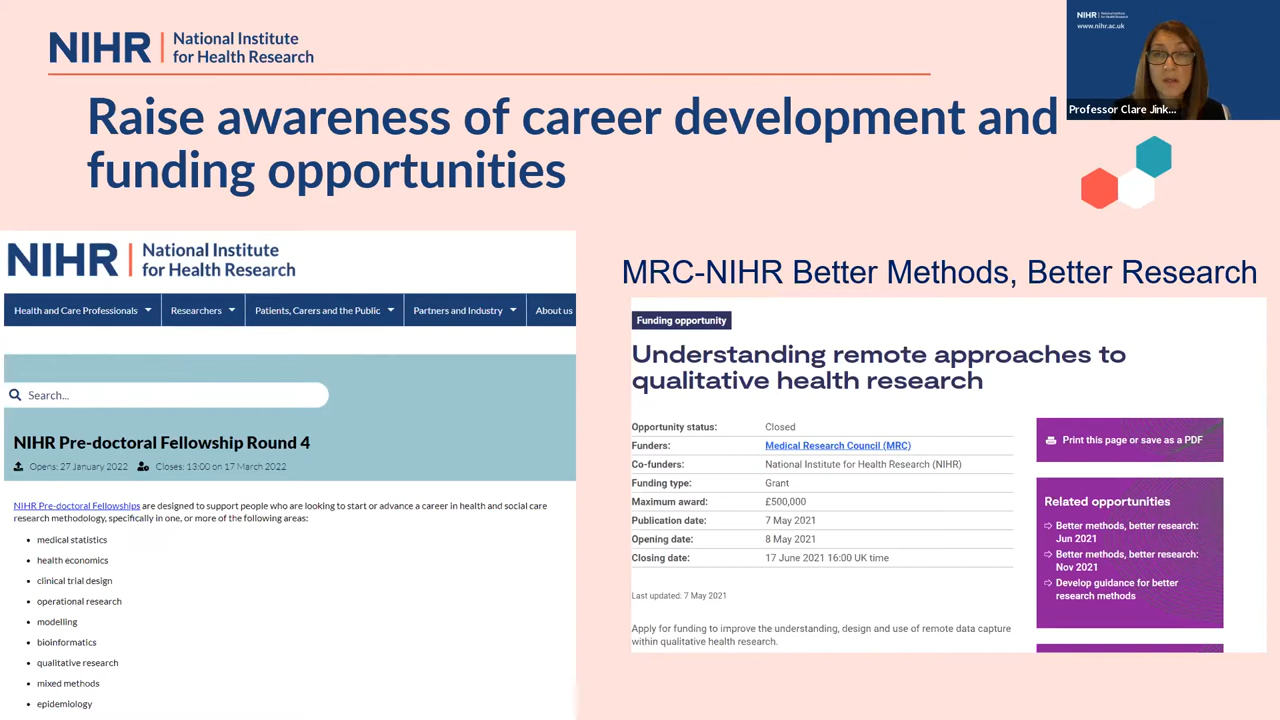 NIHR | National Institute
for Health Research
NIHR National Institute for Health Research
www.nihr.ac.uk
Professor Clare Jink...
Raise awareness of career development and
funding opportunities
NIHR | National Institute
for Health Research
Health and Care Professionals
Researchers
Patients, Carers and the Public
Partners and Industry
About us
Search...
NIHR Pre-doctoral Fellowship Round 4
Opens: 27 January 2022 Closes: 13:00 on 17 March 2022
NIHR Pre-doctoral Fellowships are designed to support people who are looking to start or advance a career in health and social care
research methodology, specifically in one, or more of the following areas:
• medical statistics
• health economics
• clinical trial design
• operational research
• modelling
• bioinformatics
• qualitative research
• mixed methods
• epidemiology
MRC-NIHR Better Methods, Better Research
Funding opportunity
Understanding remote approaches to
qualitative health research
Opportunity status: Closed
Funders: Medical Research Council (MRC)
Co-funders: National Institute for Health Research (NIHR)
Funding type: Grant
Maximum award: £500,000
Publication date: 7 May 2021
Opening date: 8 May 2021
Closing date: 17 June 2021 16:00 UK time
Last updated: 7 May 2021
Apply for funding to improve the understanding, design and use of remote data capture
within qualitative health research.
Print this page or save as a PDF
Related opportunities
Better methods, better research:
Jun 2021
Better methods, better research:
Nov 2021
Develop guidance for better
research methods